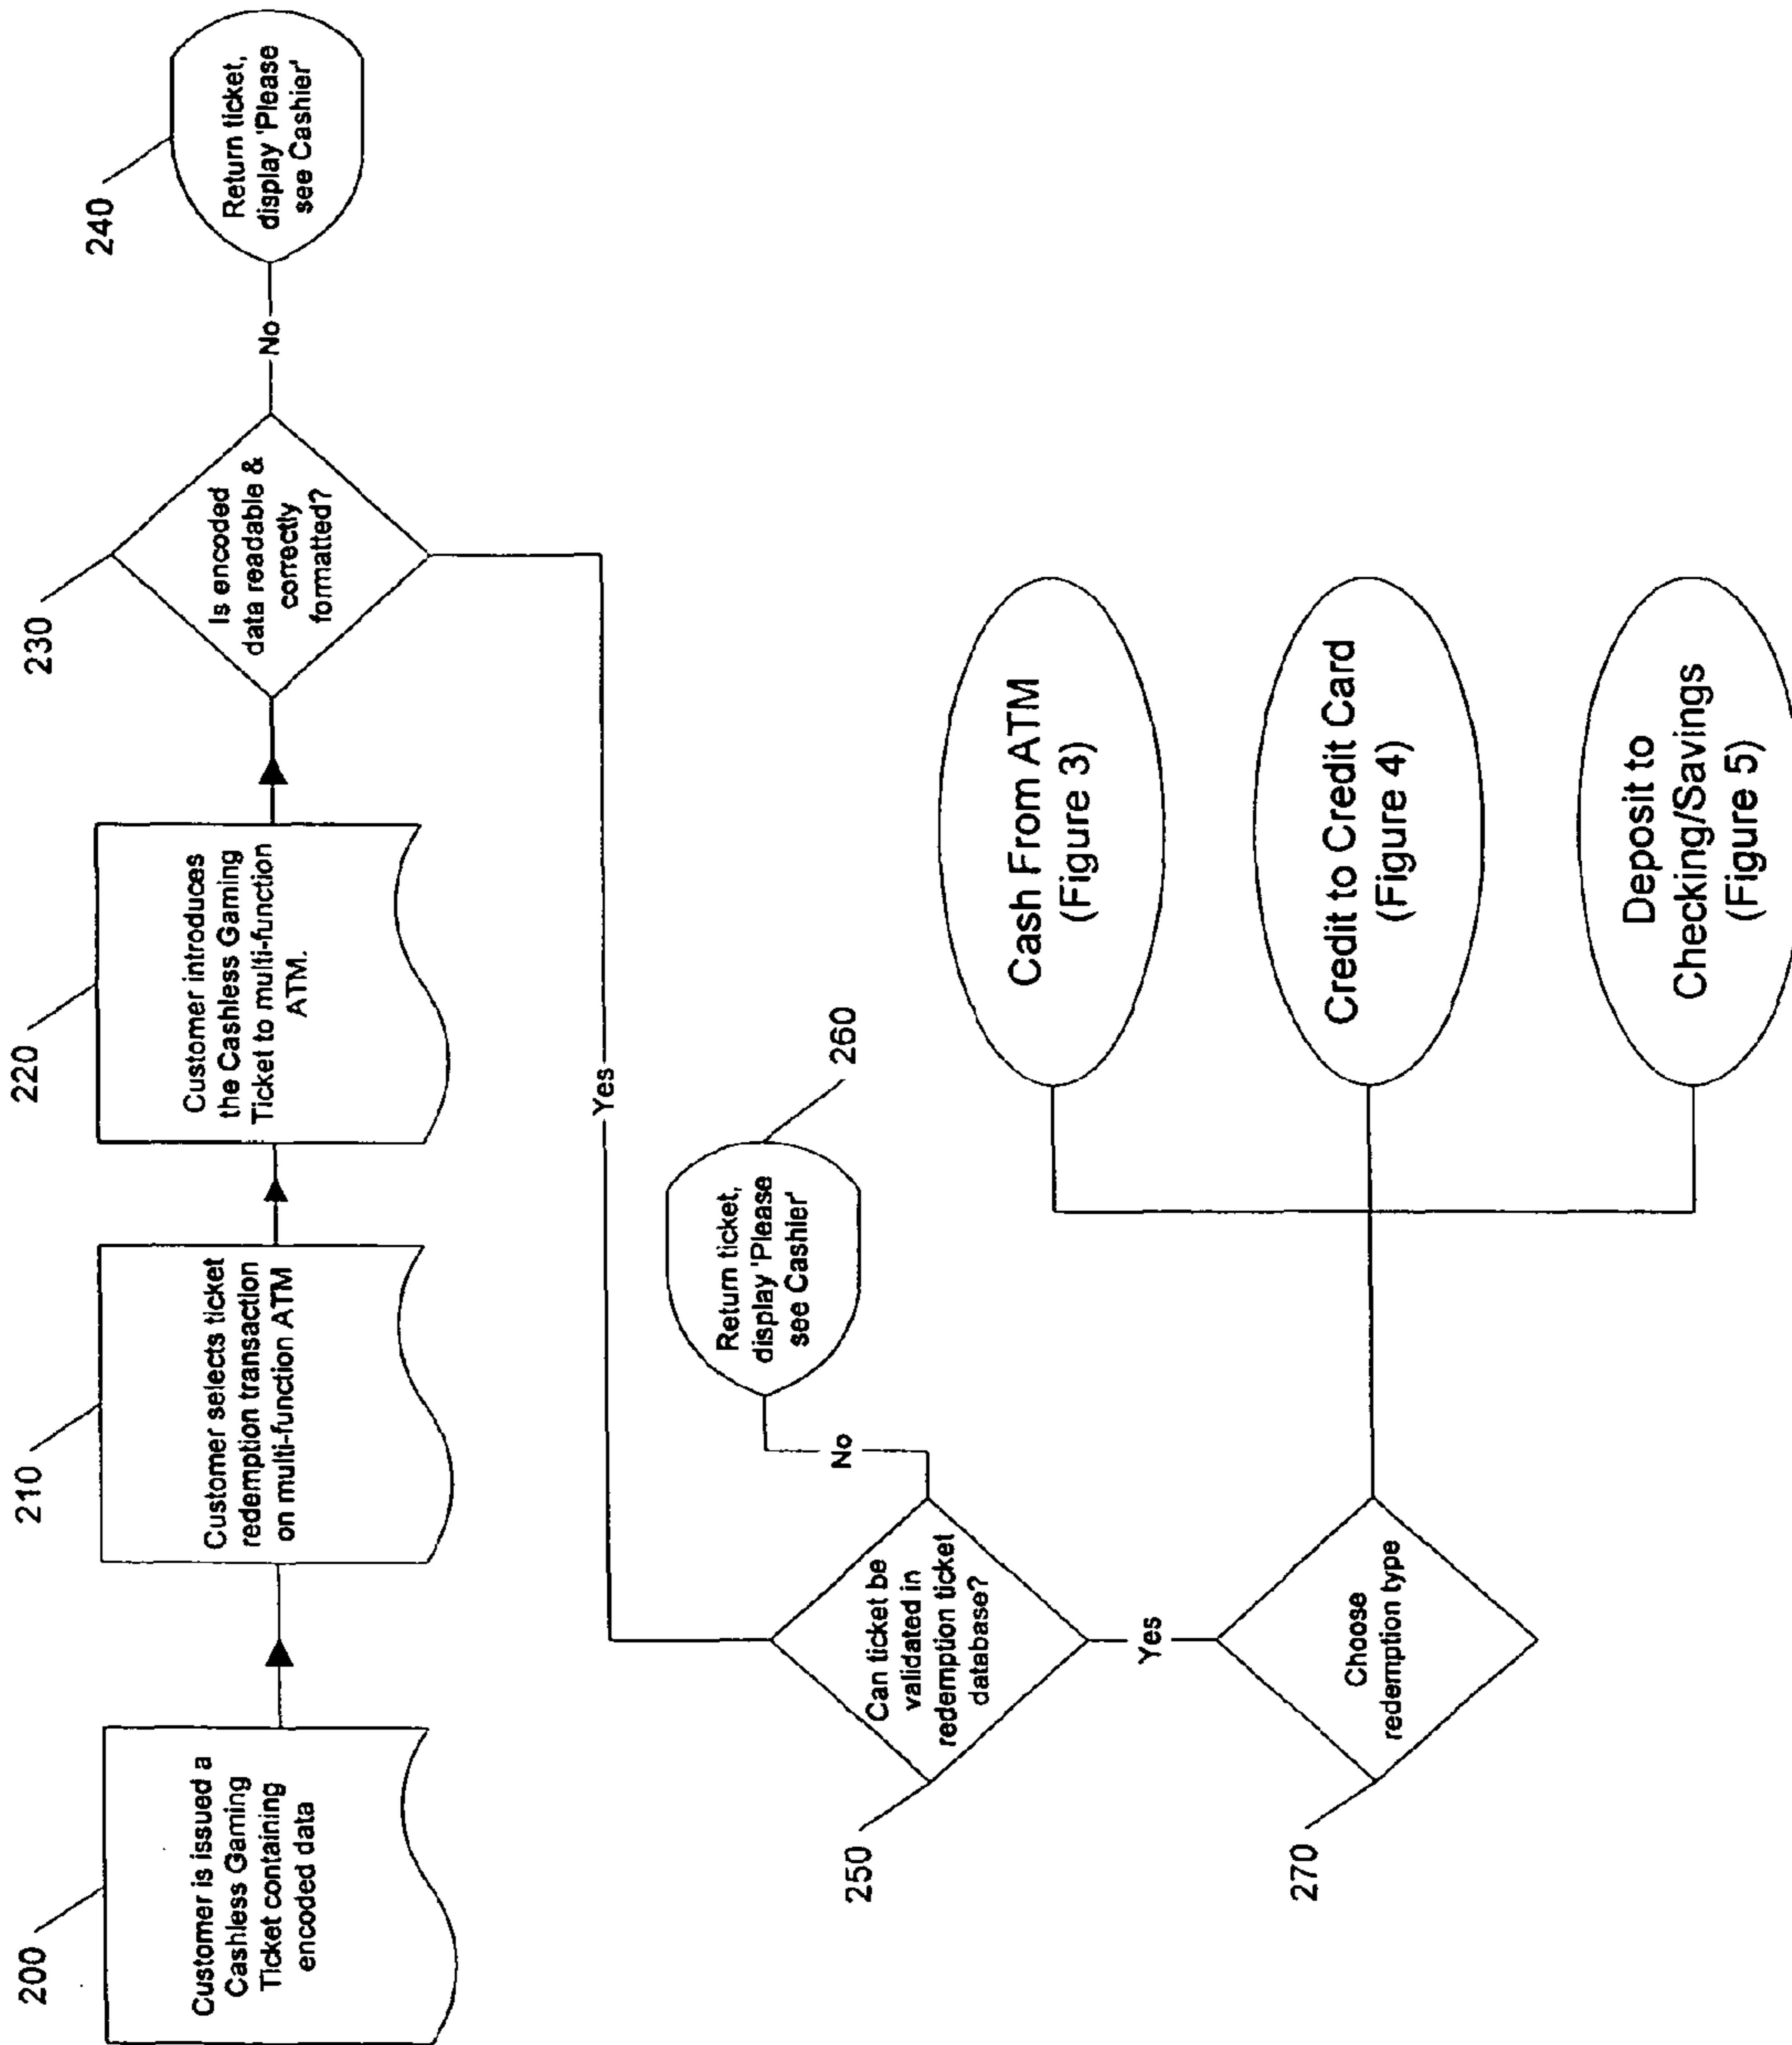 200
Customer is issued a
Cashless Gaming
Ticket containing
encoded data
210
Customer selects ticket
redemption transaction
on multi-function ATM
220
Customer introduces
the Cashless Gaming
Ticket to multi-function
ATM.
230
Is encoded
data readable &
correctly
formatted?
No
240
Return ticket,
display 'Please
see Cashier'
Yes
250
Can ticket be
validated in
redemption ticket
database?
No
260
Return ticket,
display 'Please
see Cashier'
Yes
270
Choose
redemption type
Cash From ATM
(Figure 3)
Credit to Credit Card
(Figure 4)
Deposit to
Checking/Savings
(Figure 5)